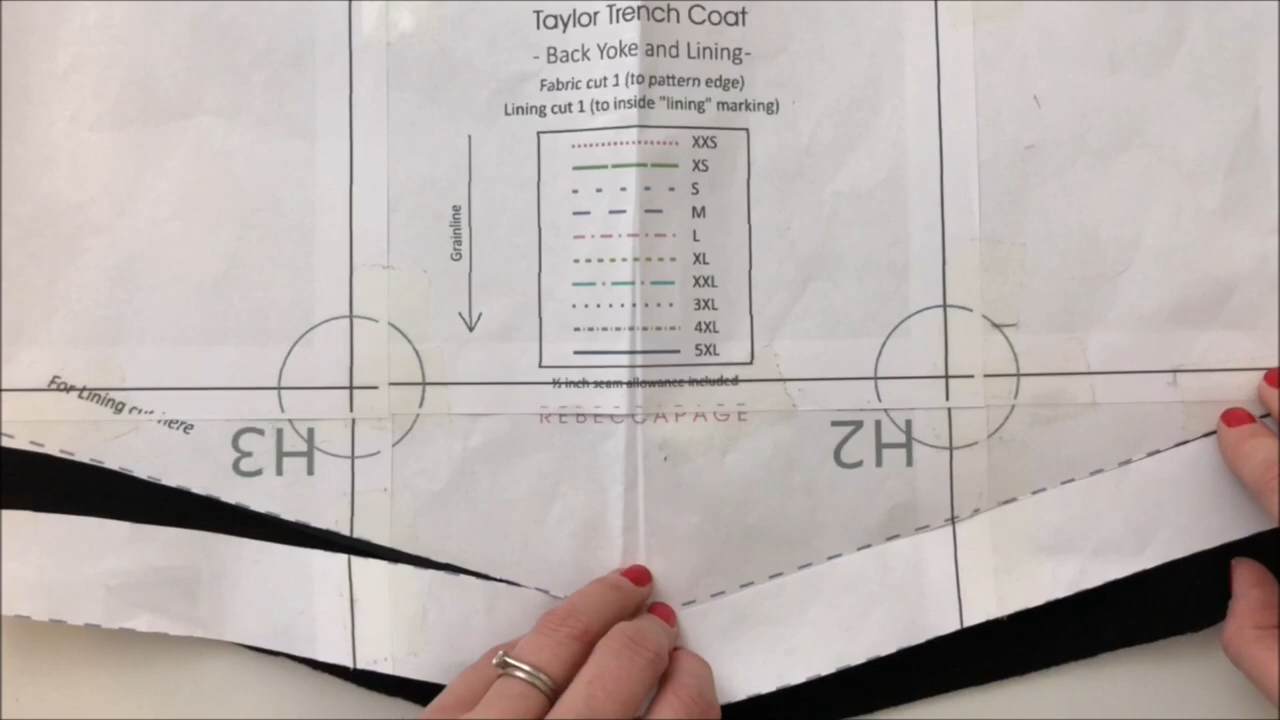 Taylor Trench Coat
- Back Yoke and Lining-
Fabric cut 1 (to pattern edge)
Lining cut 1 (to inside "lining" marking)
Grainline
XXS
XS
S
M
L
XL
XXL
3XL
4XL
5XL
½ inch seam allowance included
REBECCAPAGE
For Lining cut here
H3
H2